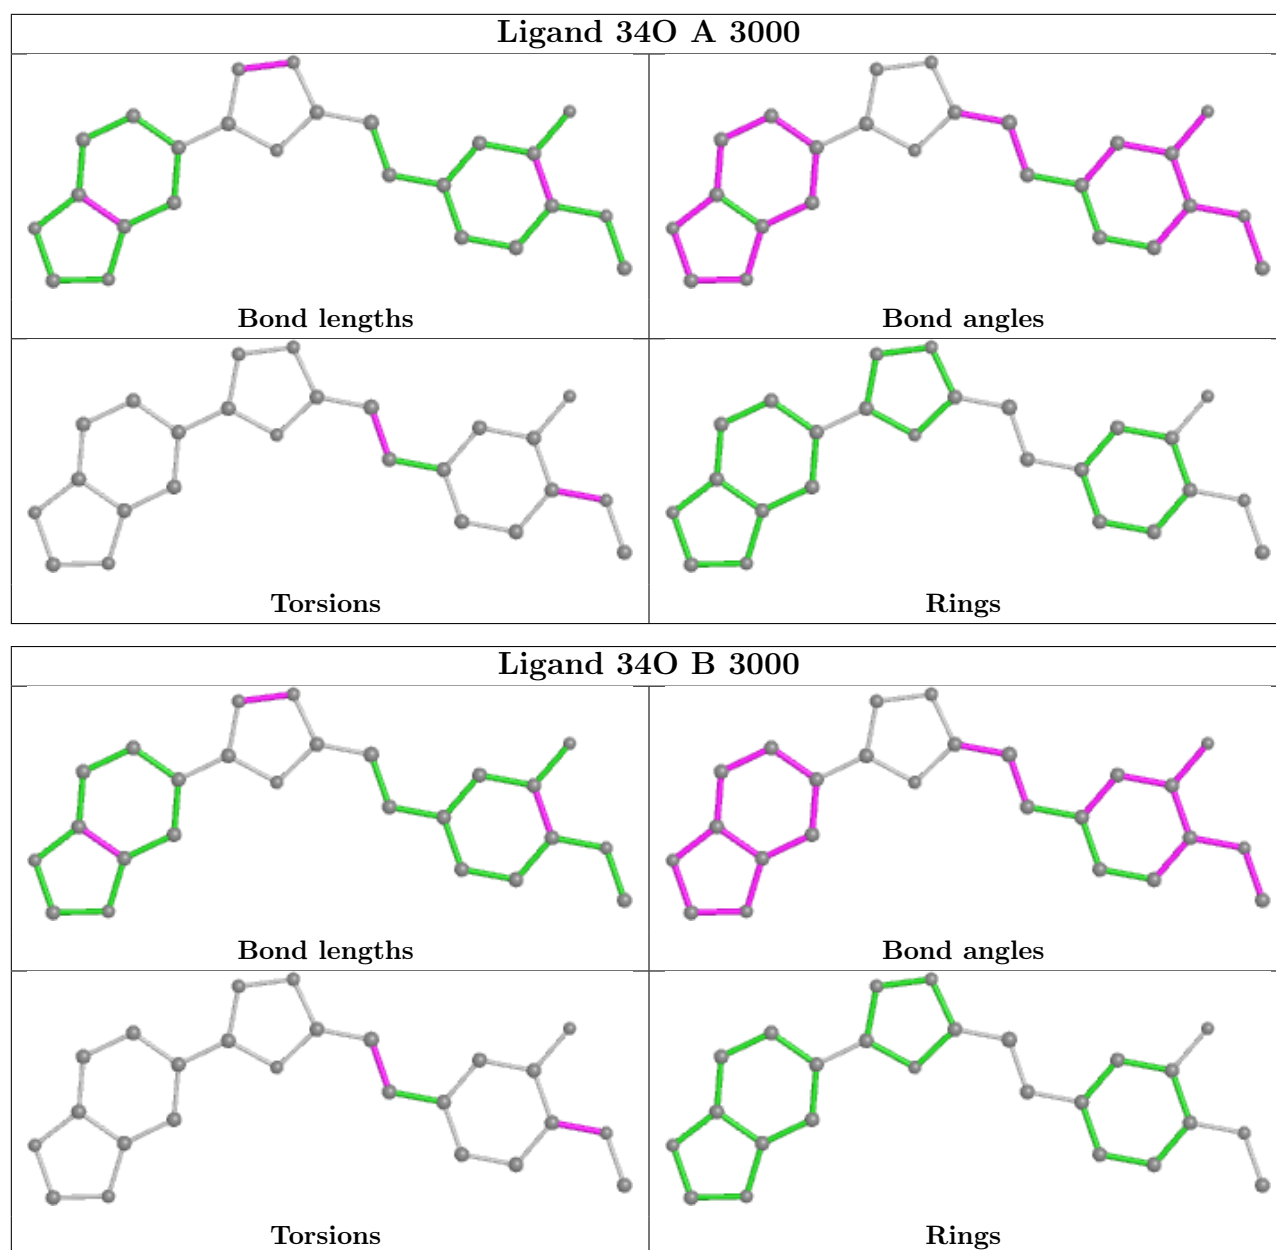 Ligand 34O A 3000
Bond lengths
Bond angles
Torsions
Rings
Ligand 34O B 3000
Bond lengths
Bond angles
Torsions
Rings